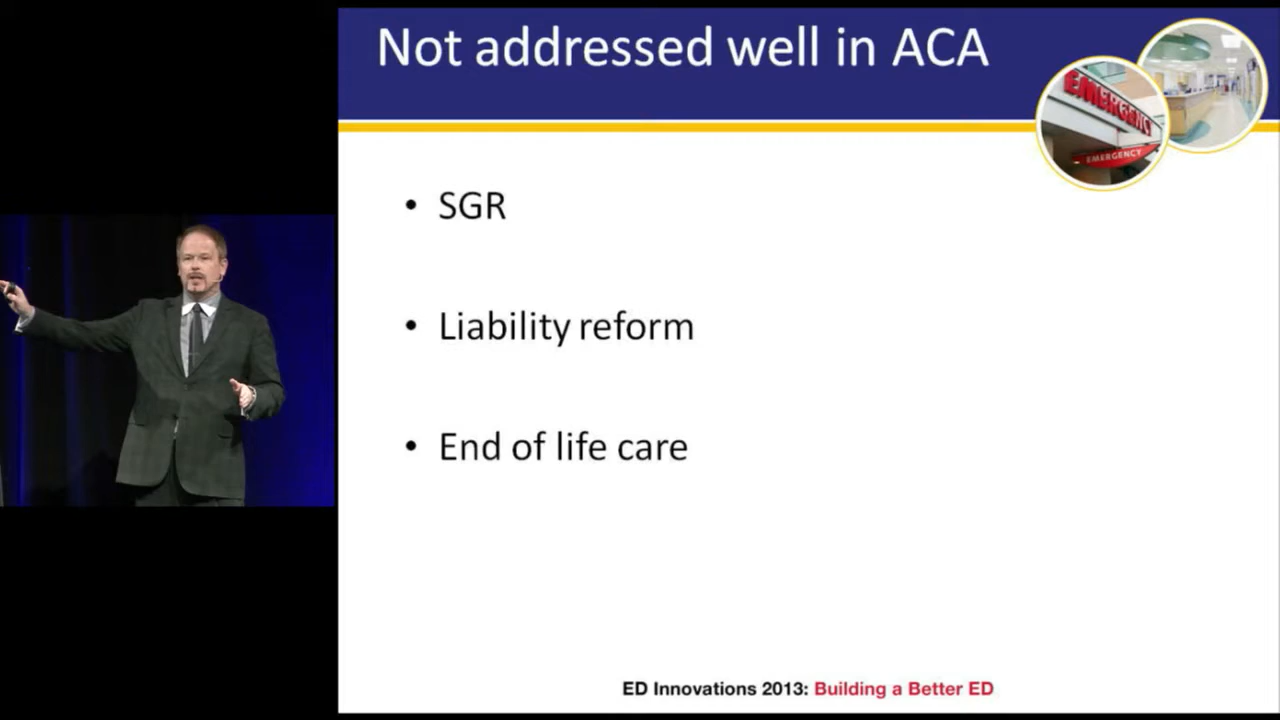 Not addressed well in ACA
EMERGENCY
EMERGENCY
• SGR
• Liability reform
• End of life care
ED Innovations 2013: Building a Better ED